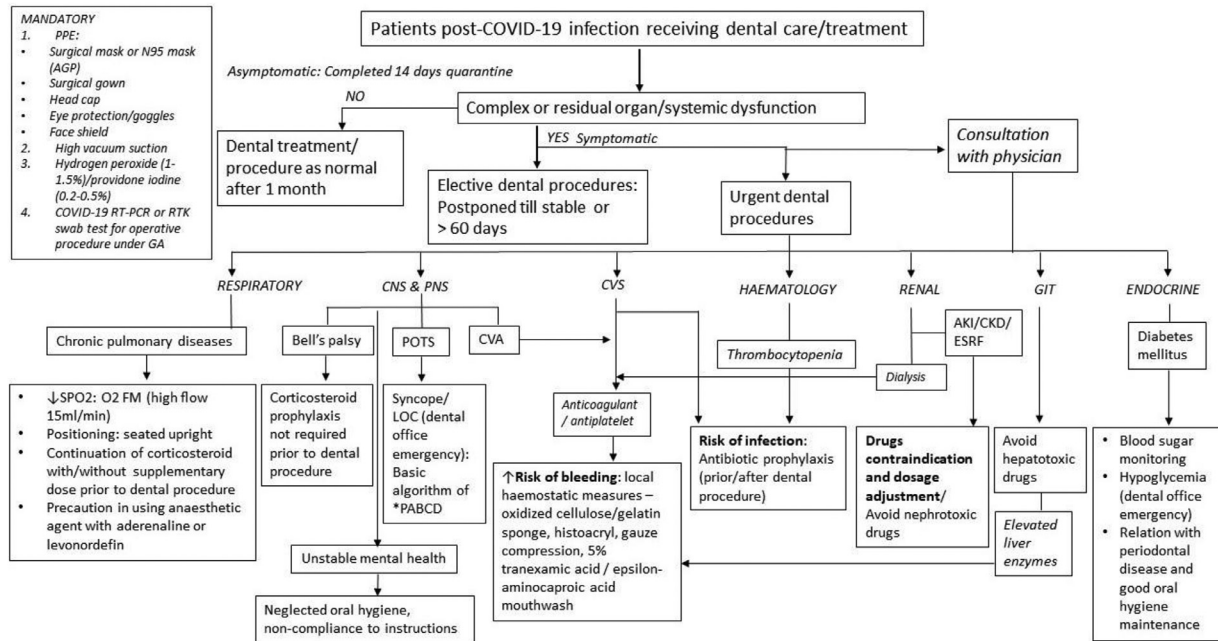 MANDATORY
1. PPE:
• Surgical mask or N95 mask
(AGP)
• Surgical gown
• Head cap
• Eye protection/goggles
• Face shield
2. High vacuum suction
3. Hydrogen peroxide (1-
1.5%)/providone iodine
(0.2-0.5%)
4. COVID-19 RT-PCR or RTK
swab test for operative
procedure under GA
Patients post-COVID-19 infection receiving dental care/treatment
Asymptomatic: Completed 14 days quarantine
NO
Complex or residual organ/systemic dysfunction
YES Symptomatic
Dental treatment/
procedure as normal
after 1 month
Elective dental procedures:
Postponed till stable or
> 60 days
Urgent dental
procedures
Consultation
with physician
RESPIRATORY
CNS & PNS
CVS
HAEMATOLOGY
RENAL
GIT
ENDOCRINE
Chronic pulmonary diseases
Bell's palsy
POTS
CVA
Thrombocytopenia
AKI/CKD/
ESRF
Dialysis
Diabetes
mellitus
• ↓SPO2: O2 FM (high flow
15ml/min)
• Positioning: seated upright
• Continuation of corticosteroid
with/without supplementary
dose prior to dental procedure
• Precaution in using anaesthetic
agent with adrenaline or
levonordefin
Corticosteroid
prophylaxis
not required
prior to dental
procedure
Syncope/
LOC (dental
office
emergency):
Basic
algorithm of
*PABCD
Unstable mental health
Neglected oral hygiene,
non-compliance to instructions
Anticoagulant
/ antiplatelet
↑Risk of bleeding: local
haemostatic measures –
oxidized cellulose/gelatin
sponge, histoacryl, gauze
compression, 5%
tranexamic acid / epsilon-
aminocaproic acid
mouthwash
Risk of infection:
Antibiotic prophylaxis
(prior/after dental
procedure)
Drugs
contraindication
and dosage
adjustment/
Avoid nephrotoxic
drugs
Avoid
hepatotoxic
drugs
Elevated
liver
enzymes
• Blood sugar
monitoring
• Hypoglycemia
(dental office
emergency)
• Relation with
periodontal
disease and
good oral
hygiene
maintenance